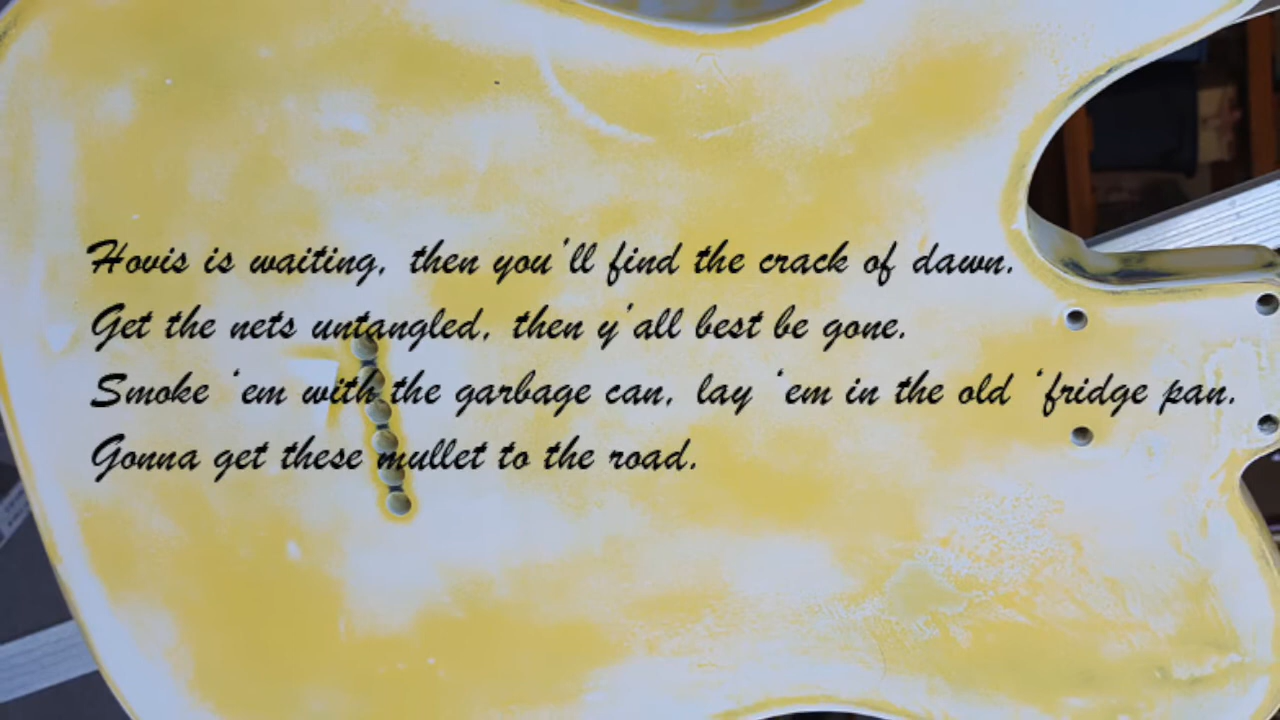 Hovis is waiting, then you'll find the crack of dawn.
Get the nets untangled, then y'all best be gone.
Smoke 'em with the garbage can, lay 'em in the old 'fridge pan.
Gonna get these mullet to the road.